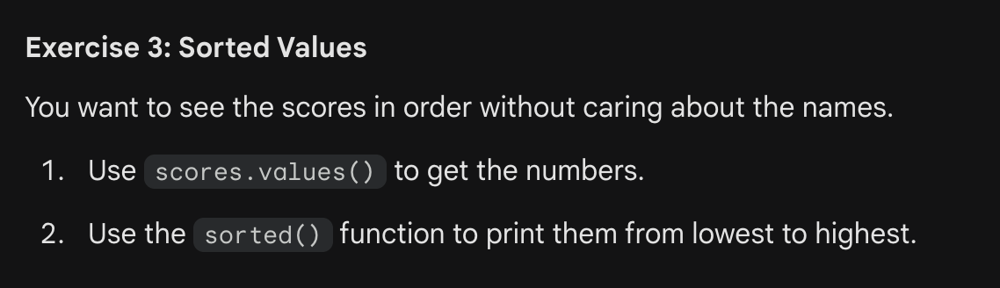 Exercise 3: Sorted Values
You want to see the scores in order without caring about the names.
1. Use scores.values() to get the numbers.
2. Use the sorted() function to print them from lowest to highest.